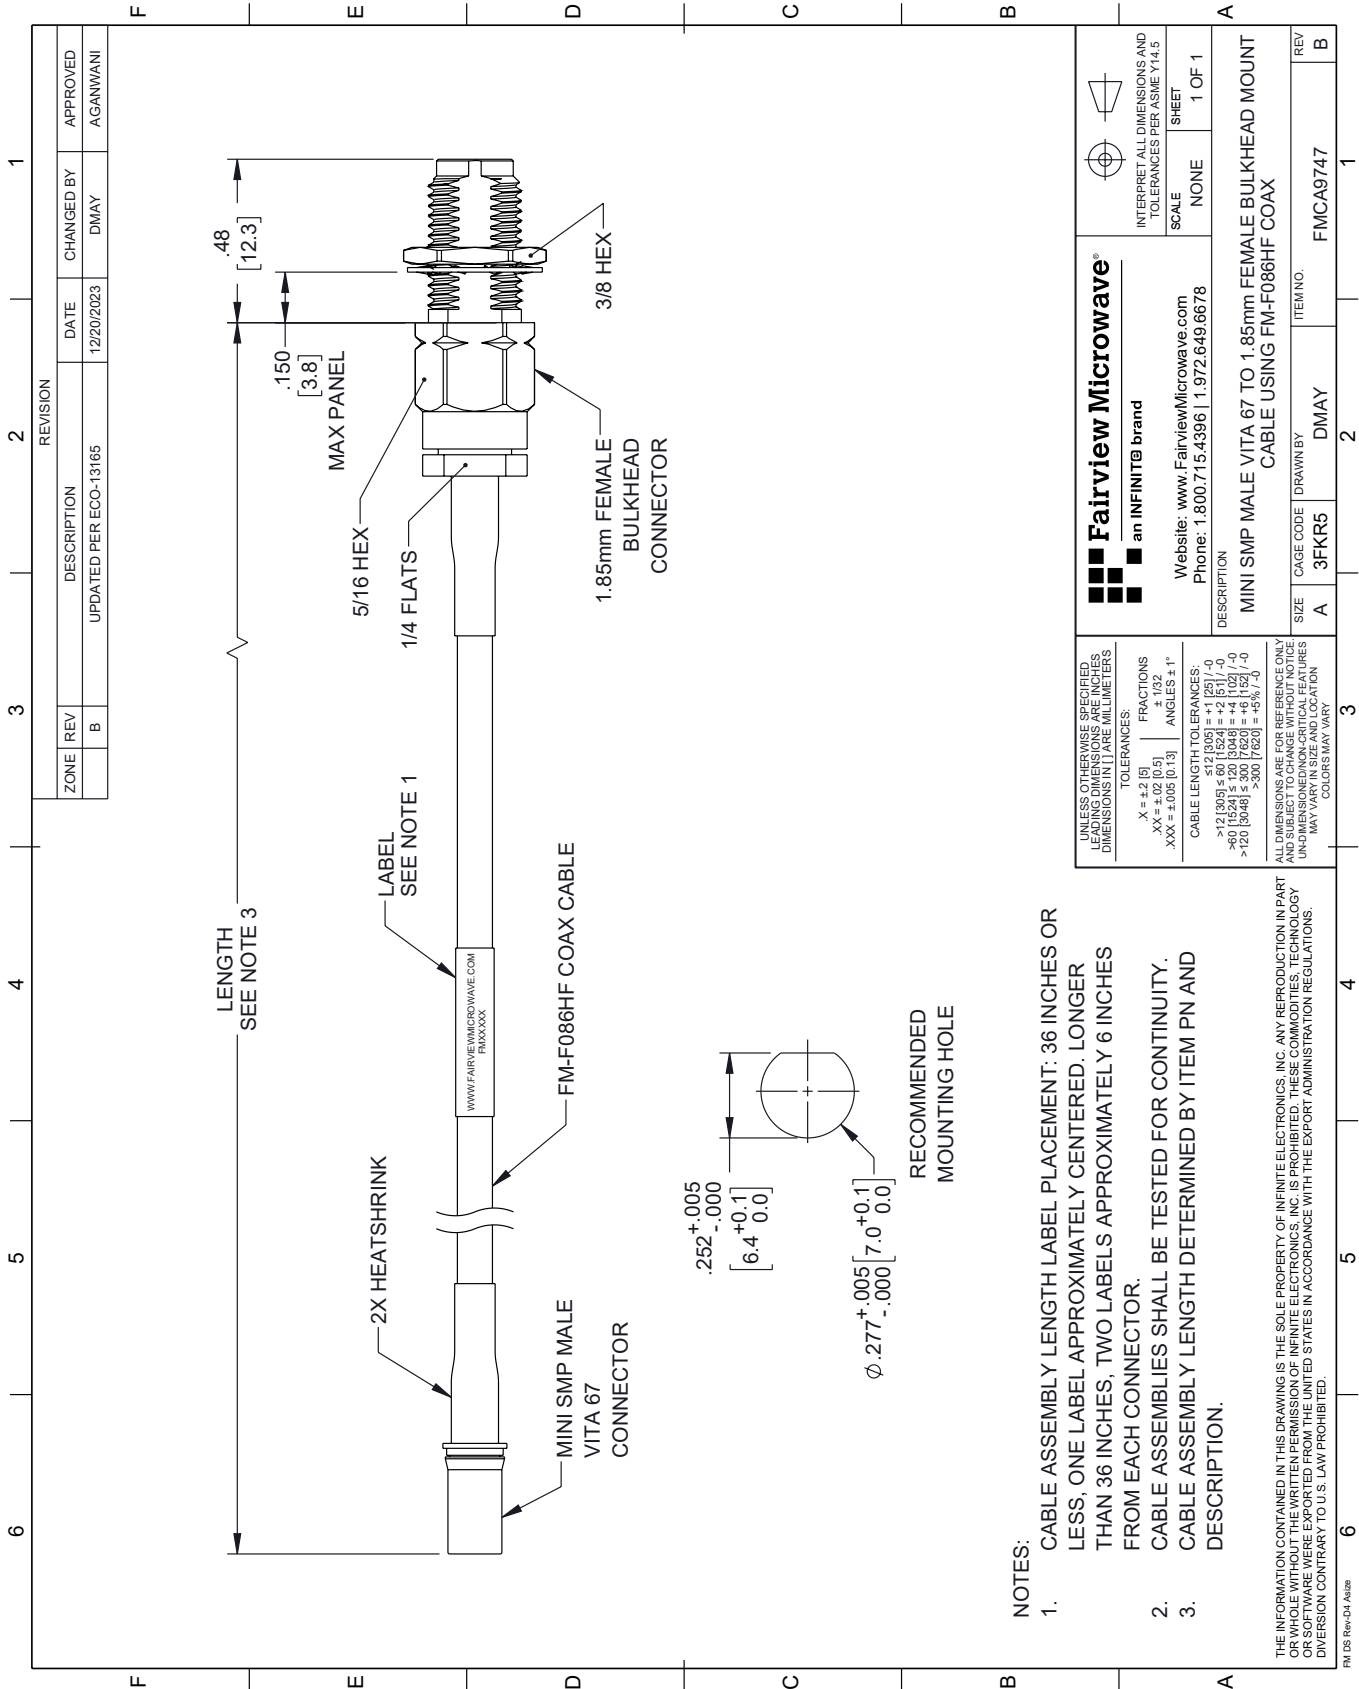 6
5
4
3
2
1
F
E
D
C
B
A
REVISION
ZONE REV DESCRIPTION DATE CHANGED BY APPROVED
B UPDATED PER ECO-13165 12/20/2023 DMAY AGANWANI
LENGTH
SEE NOTE 3
.48
[12.3]
.150
[3.8]
MAX PANEL
2X HEATSHRINK
LABEL
SEE NOTE 1
5/16 HEX
1/4 FLATS
WWW.FAIRVIEWMICROWAVE.COM
FMXXXXX
3/8 HEX
MINI SMP MALE
VITA 67
CONNECTOR
FM-F086HF COAX CABLE
1.85mm FEMALE
BULKHEAD
CONNECTOR
.252 +.005 -.000
[6.4 +0.1 0.0]
Ø.277 +.005 -.000 [7.0 +0.1 0.0]
RECOMMENDED
MOUNTING HOLE
NOTES:
1. CABLE ASSEMBLY LENGTH LABEL PLACEMENT: 36 INCHES OR
LESS, ONE LABEL APPROXIMATELY CENTERED. LONGER
THAN 36 INCHES, TWO LABELS APPROXIMATELY 6 INCHES
FROM EACH CONNECTOR.
2. CABLE ASSEMBLIES SHALL BE TESTED FOR CONTINUITY.
3. CABLE ASSEMBLY LENGTH DETERMINED BY ITEM PN AND
DESCRIPTION.
THE INFORMATION CONTAINED IN THIS DRAWING IS THE SOLE PROPERTY OF INFINITE ELECTRONICS, INC. ANY REPRODUCTION IN PART
OR WHOLE WITHOUT THE WRITTEN PERMISSION OF INFINITE ELECTRONICS, INC. IS PROHIBITED. THESE COMMODITIES, TECHNOLOGY
OR SOFTWARE WERE EXPORTED FROM THE UNITED STATES IN ACCORDANCE WITH THE EXPORT ADMINISTRATION REGULATIONS.
DIVERSION CONTRARY TO U.S. LAW PROHIBITED.
UNLESS OTHERWISE SPECIFIED
LEADING DIMENSIONS ARE INCHES
DIMENSIONS IN [ ] ARE MILLIMETERS
TOLERANCES:
.X = ±.2 [5] FRACTIONS
.XX = ±.02 [0.5] ± 1/32
.XXX = ±.005 [0.13] ANGLES ± 1°
CABLE LENGTH TOLERANCES:
≤12 [305] = +1 [25] / -0
>12 [305] ≤ 60 [1524] = +2 [51] / -0
>60 [1524] ≤ 120 [3048] = +4 [102] / -0
>120 [3048] ≤ 300 [7620] = +6 [152] / -0
>300 [7620] = +5% / -0
ALL DIMENSIONS ARE FOR REFERENCE ONLY
AND SUBJECT TO CHANGE WITHOUT NOTICE.
UN-DIMENSIONED/NON-CRITICAL FEATURES
MAY VARY IN SIZE AND LOCATION
COLORS MAY VARY
Fairview Microwave®
an INFINIT@ brand
Website: www.FairviewMicrowave.com
Phone: 1.800.715.4396 | 1.972.649.6678
INTERPRET ALL DIMENSIONS AND
TOLERANCES PER ASME Y14.5
SCALE NONE
SHEET 1 OF 1
DESCRIPTION
MINI SMP MALE VITA 67 TO 1.85mm FEMALE BULKHEAD MOUNT
CABLE USING FM-F086HF COAX
SIZE CAGE CODE DRAWN BY ITEM NO. REV
A 3FKR5 DMAY FMCA9747 B
F
E
D
C
B
A
6
5
4
3
2
1
FM DS Rev-D4 Asize